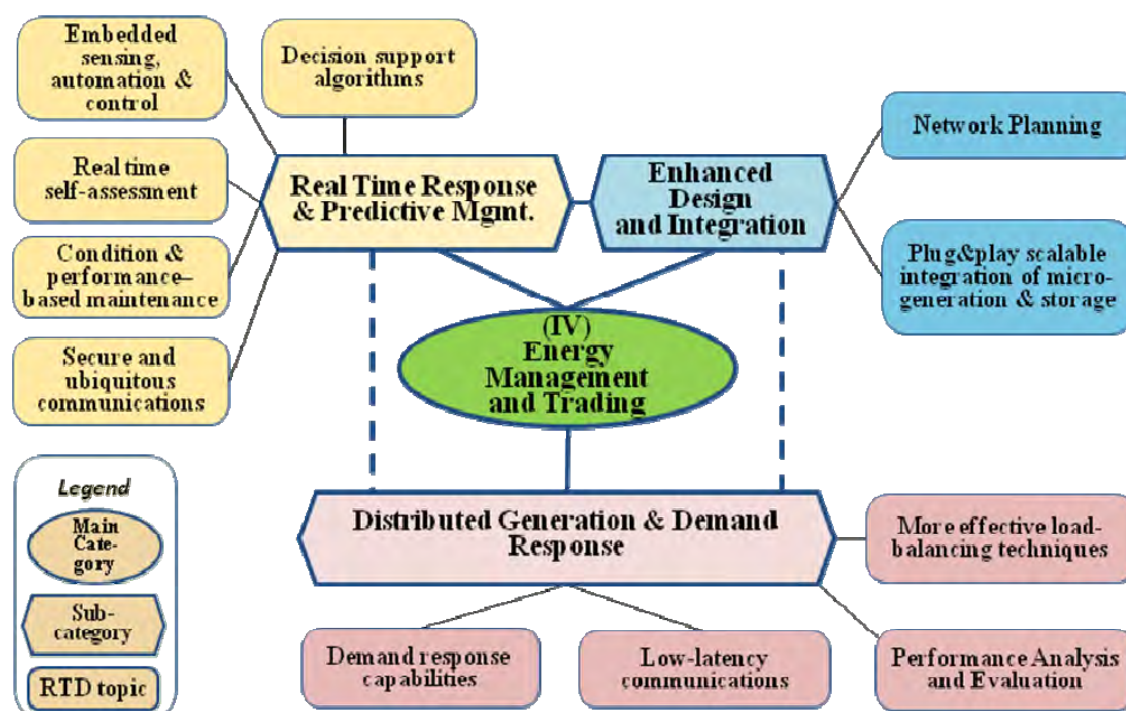 Embedded
sensing,
automation &
control
Decision support
algorithms
Real time
self-assessment
Condition &
performance–
based maintenance
Secure and
ubiquitous
communications
Real Time Response
& Predictive Mgmt.
Enhanced
Design
and Integration
Network Planning
Plug&play scalable
integration of micro-
generation & storage
(IV)
Energy
Management
and Trading
Distributed Generation & Demand
Response
More effective load-
balancing techniques
Demand response
capabilities
Low-latency
communications
Performance Analysis
and Evaluation
Legend
Main
Cate-
gory
Sub-
category
RTD topic